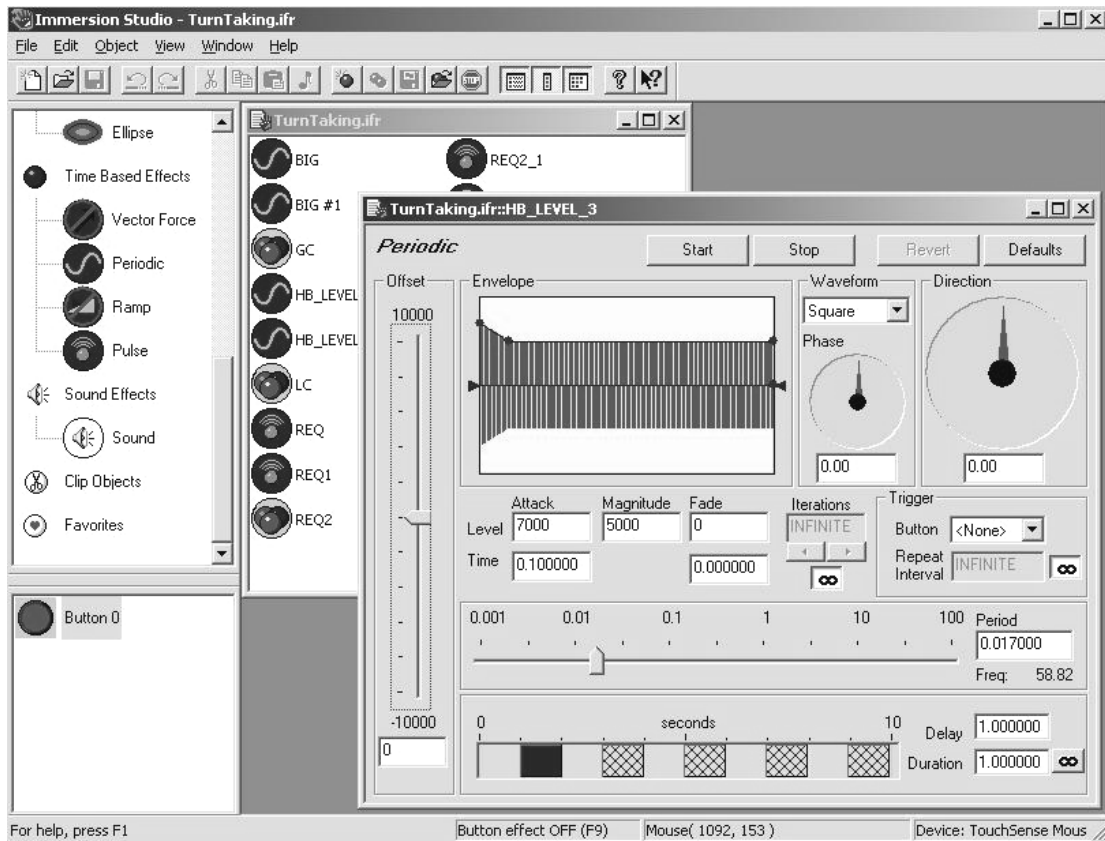 Immersion Studio - TurnTaking.ifr
File Edit Object View Window Help
STOP
Ellipse
Time Based Effects
Vector Force
Periodic
Ramp
Pulse
Sound Effects
Sound
Clip Objects
Favorites
Button 0
TurnTaking.ifr
BIG
BIG #1
GC
HB_LEVEL
HB_LEVEL
LC
REQ
REQ1
REQ2
REQ2_1
TurnTaking.ifr::HB_LEVEL_3
Periodic
Start Stop Revert Defaults
Offset
10000
-10000
0
Envelope
Waveform
Square
Phase
0.00
Direction
0.00
Attack Magnitude Fade
Level 7000 5000 0
Time 0.100000 0.000000
Iterations
INFINITE
∞
Trigger
Button <None>
Repeat Interval INFINITE ∞
0.001 0.01 0.1 1 10 100
Period
0.017000
Freq: 58.82
0 seconds 10
Delay 1.000000
Duration 1.000000 ∞
For help, press F1
Button effect OFF (F9)
Mouse( 1092, 153 )
Device: TouchSense Mous